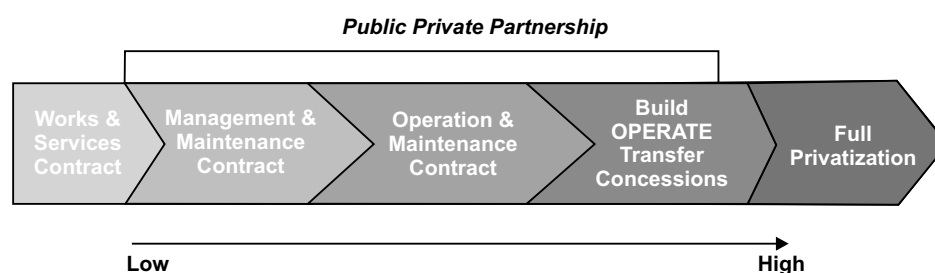 Public Private Partnership
Works &
Services
Contract
Management &
Maintenance
Contract
Operation &
Maintenance
Contract
Build
OPERATE
Transfer
Concessions
Full
Privatization
Low
High